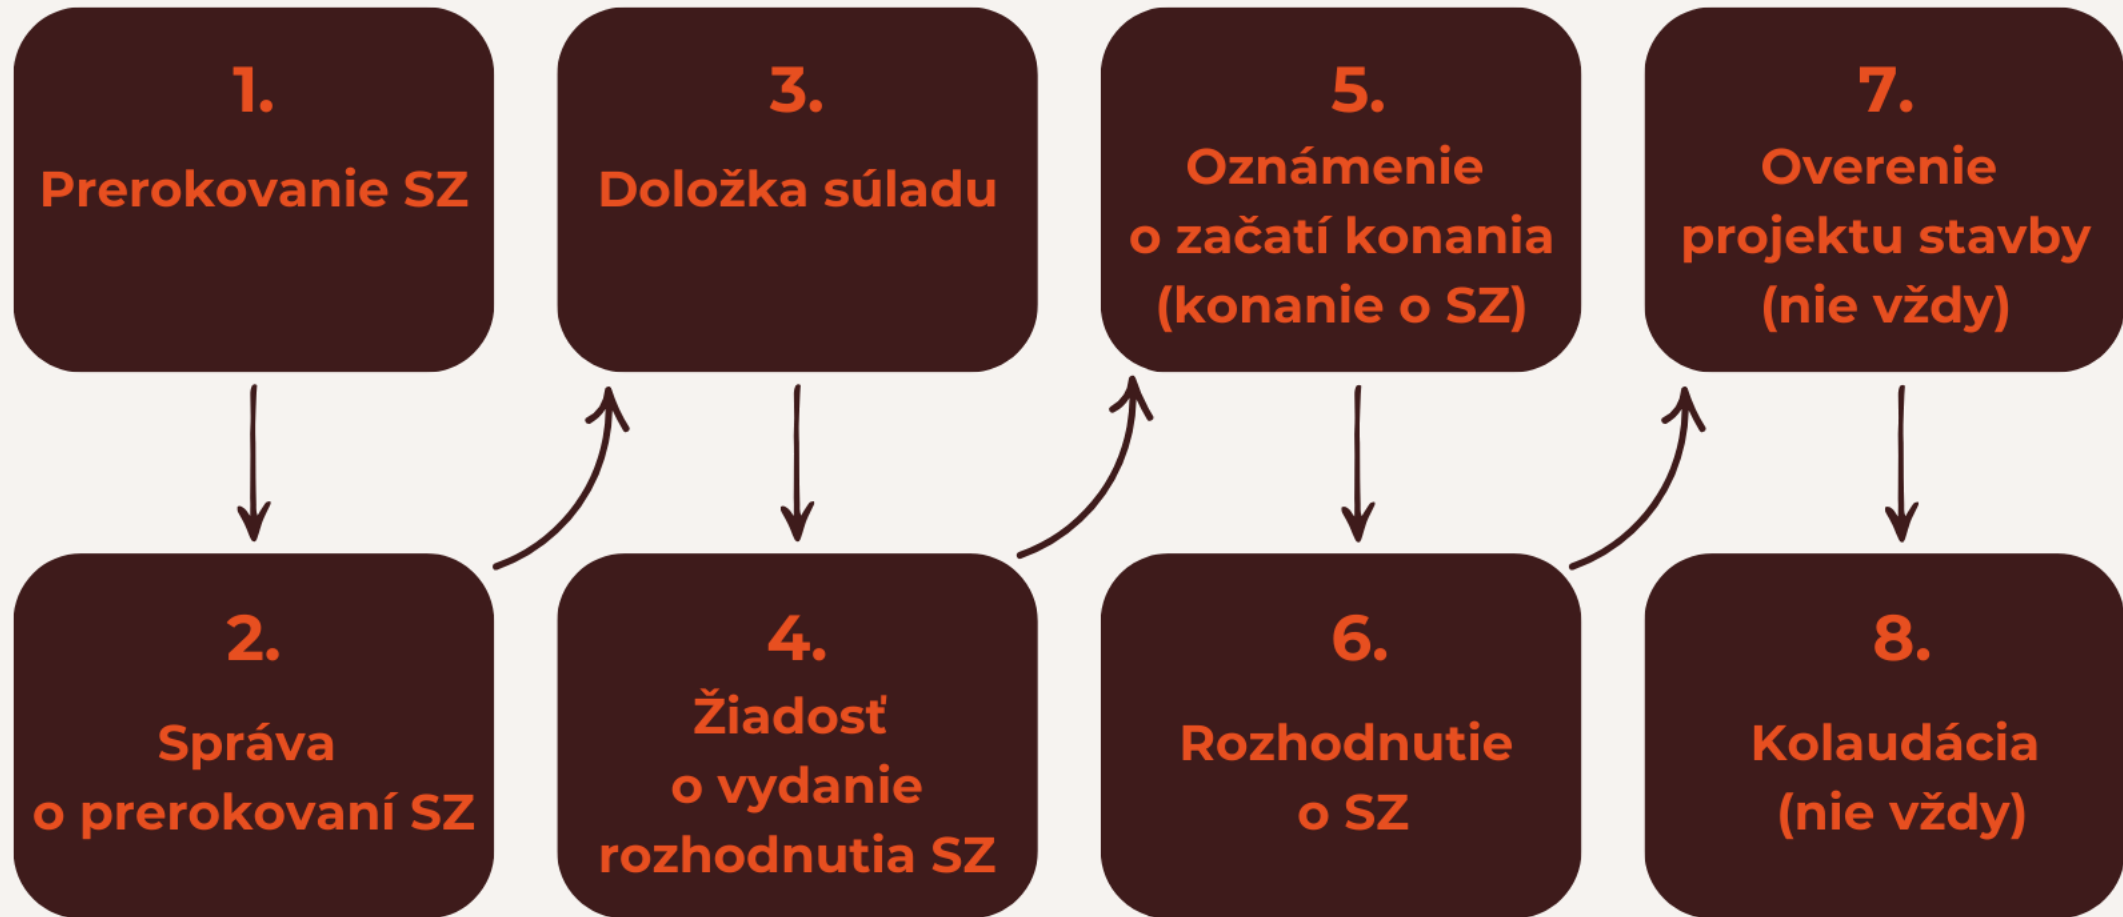 1.
Prerokovanie SZ
2.
Správa
o prerokovaní SZ
3.
Doložka súladu
4.
Žiadosť
o vydanie
rozhodnutia SZ
5.
Oznámenie
o začatí konania
(konanie o SZ)
6.
Rozhodnutie
o SZ
7.
Overenie
projektu stavby
(nie vždy)
8.
Kolaudácia
(nie vždy)